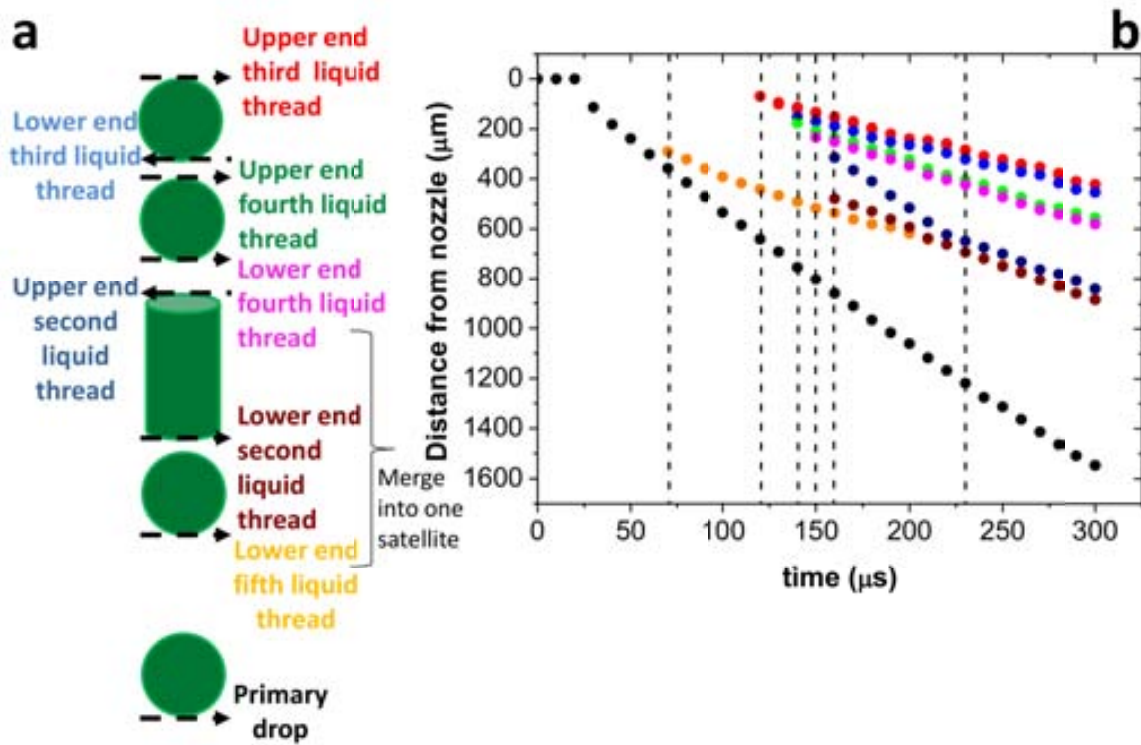 a
Upper end
third liquid
thread
Lower end
third liquid
thread
Upper end
fourth liquid
thread
Lower end
fourth liquid
thread
Upper end
second
liquid
thread
Lower end
second
liquid
thread
Merge
into one
satellite
Lower end
fifth liquid
thread
Primary
drop
b
Distance from nozzle (μm)
0
200
400
600
800
1000
1200
1400
1600
0
50
100
150
200
250
300
time (μs)